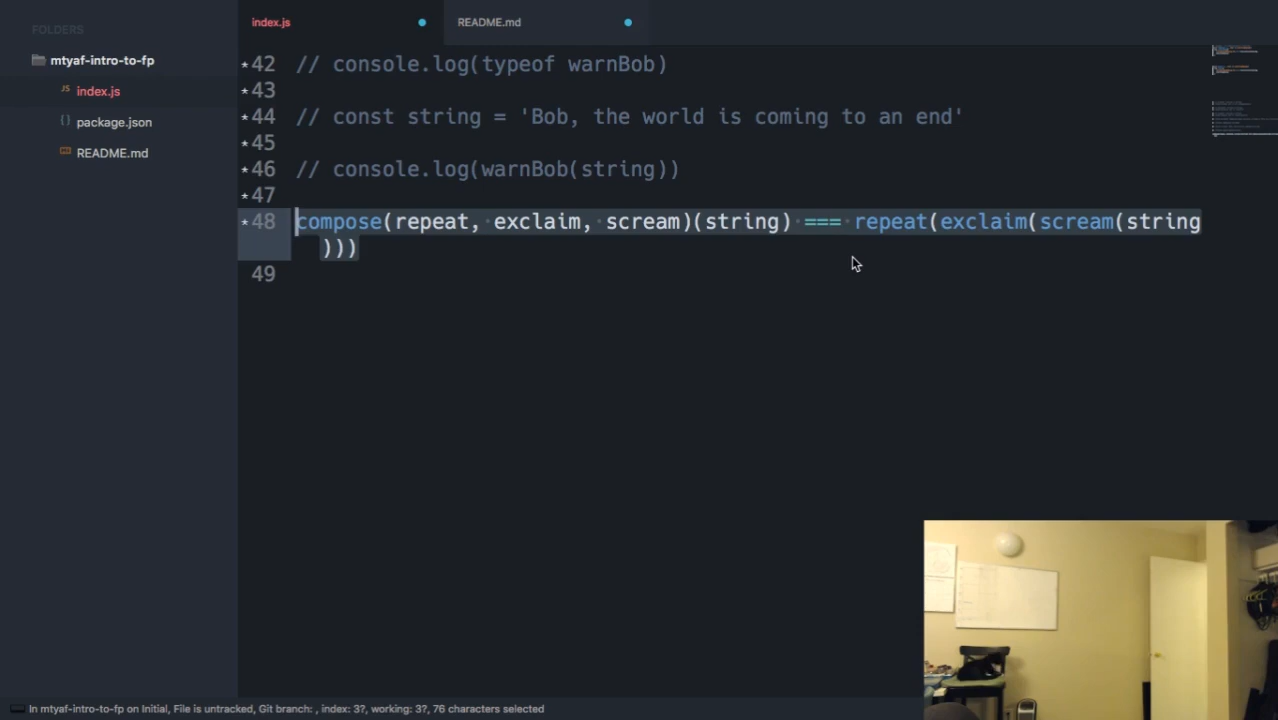 FOLDERS
mtyaf-intro-to-fp
index.js
package.json
README.md
index.js
README.md
42 // console.log(typeof warnBob)
43
44 // const string = 'Bob, the world is coming to an end'
45
46 // console.log(warnBob(string))
47
48 compose(repeat, exclaim, scream)(string) === repeat(exclaim(scream(string
)))
49
In mtyaf-intro-to-fp on Initial, File is untracked, Git branch: , index: 3?, working: 3?, 76 characters selected